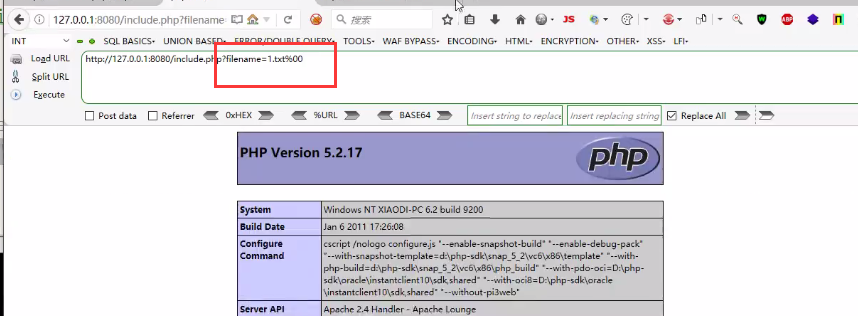 127.0.0.1:8080/include.php?filename
搜索
JS
ABP
INT
SQL BASICS
UNION BASED
ERROR/DOUBLE QUERY
TOOLS
WAF BYPASS
ENCODING
HTML
ENCRYPTION
OTHER
XSS
LFI
Load URL
http://127.0.0.1:8080/include.php?filename=1.txt%00
Split URL
Execute
Post data
Referrer
0xHEX
%URL
BASE64
Insert string to replace
Insert replacing string
Replace All
PHP Version 5.2.17
php
System
Windows NT XIAODI-PC 6.2 build 9200
Build Date
Jan 6 2011 17:26:08
Configure
Command
cscript /nologo configure.js "--enable-snapshot-build" "--enable-debug-pack"
"--with-snapshot-template=d:\php-sdk\snap_5_2\vc6\x86\template" "--with-
php-build=d:\php-sdk\snap_5_2\vc6\x86\php_build" "--with-pdo-oci=D:\php-
sdk\oracle\instantclient10\sdk,shared" "--with-oci8=D:\php-sdk\oracle
\instantclient10\sdk,shared" "--without-pi3web"
Server API
Apache 2.4 Handler - Apache Lounge